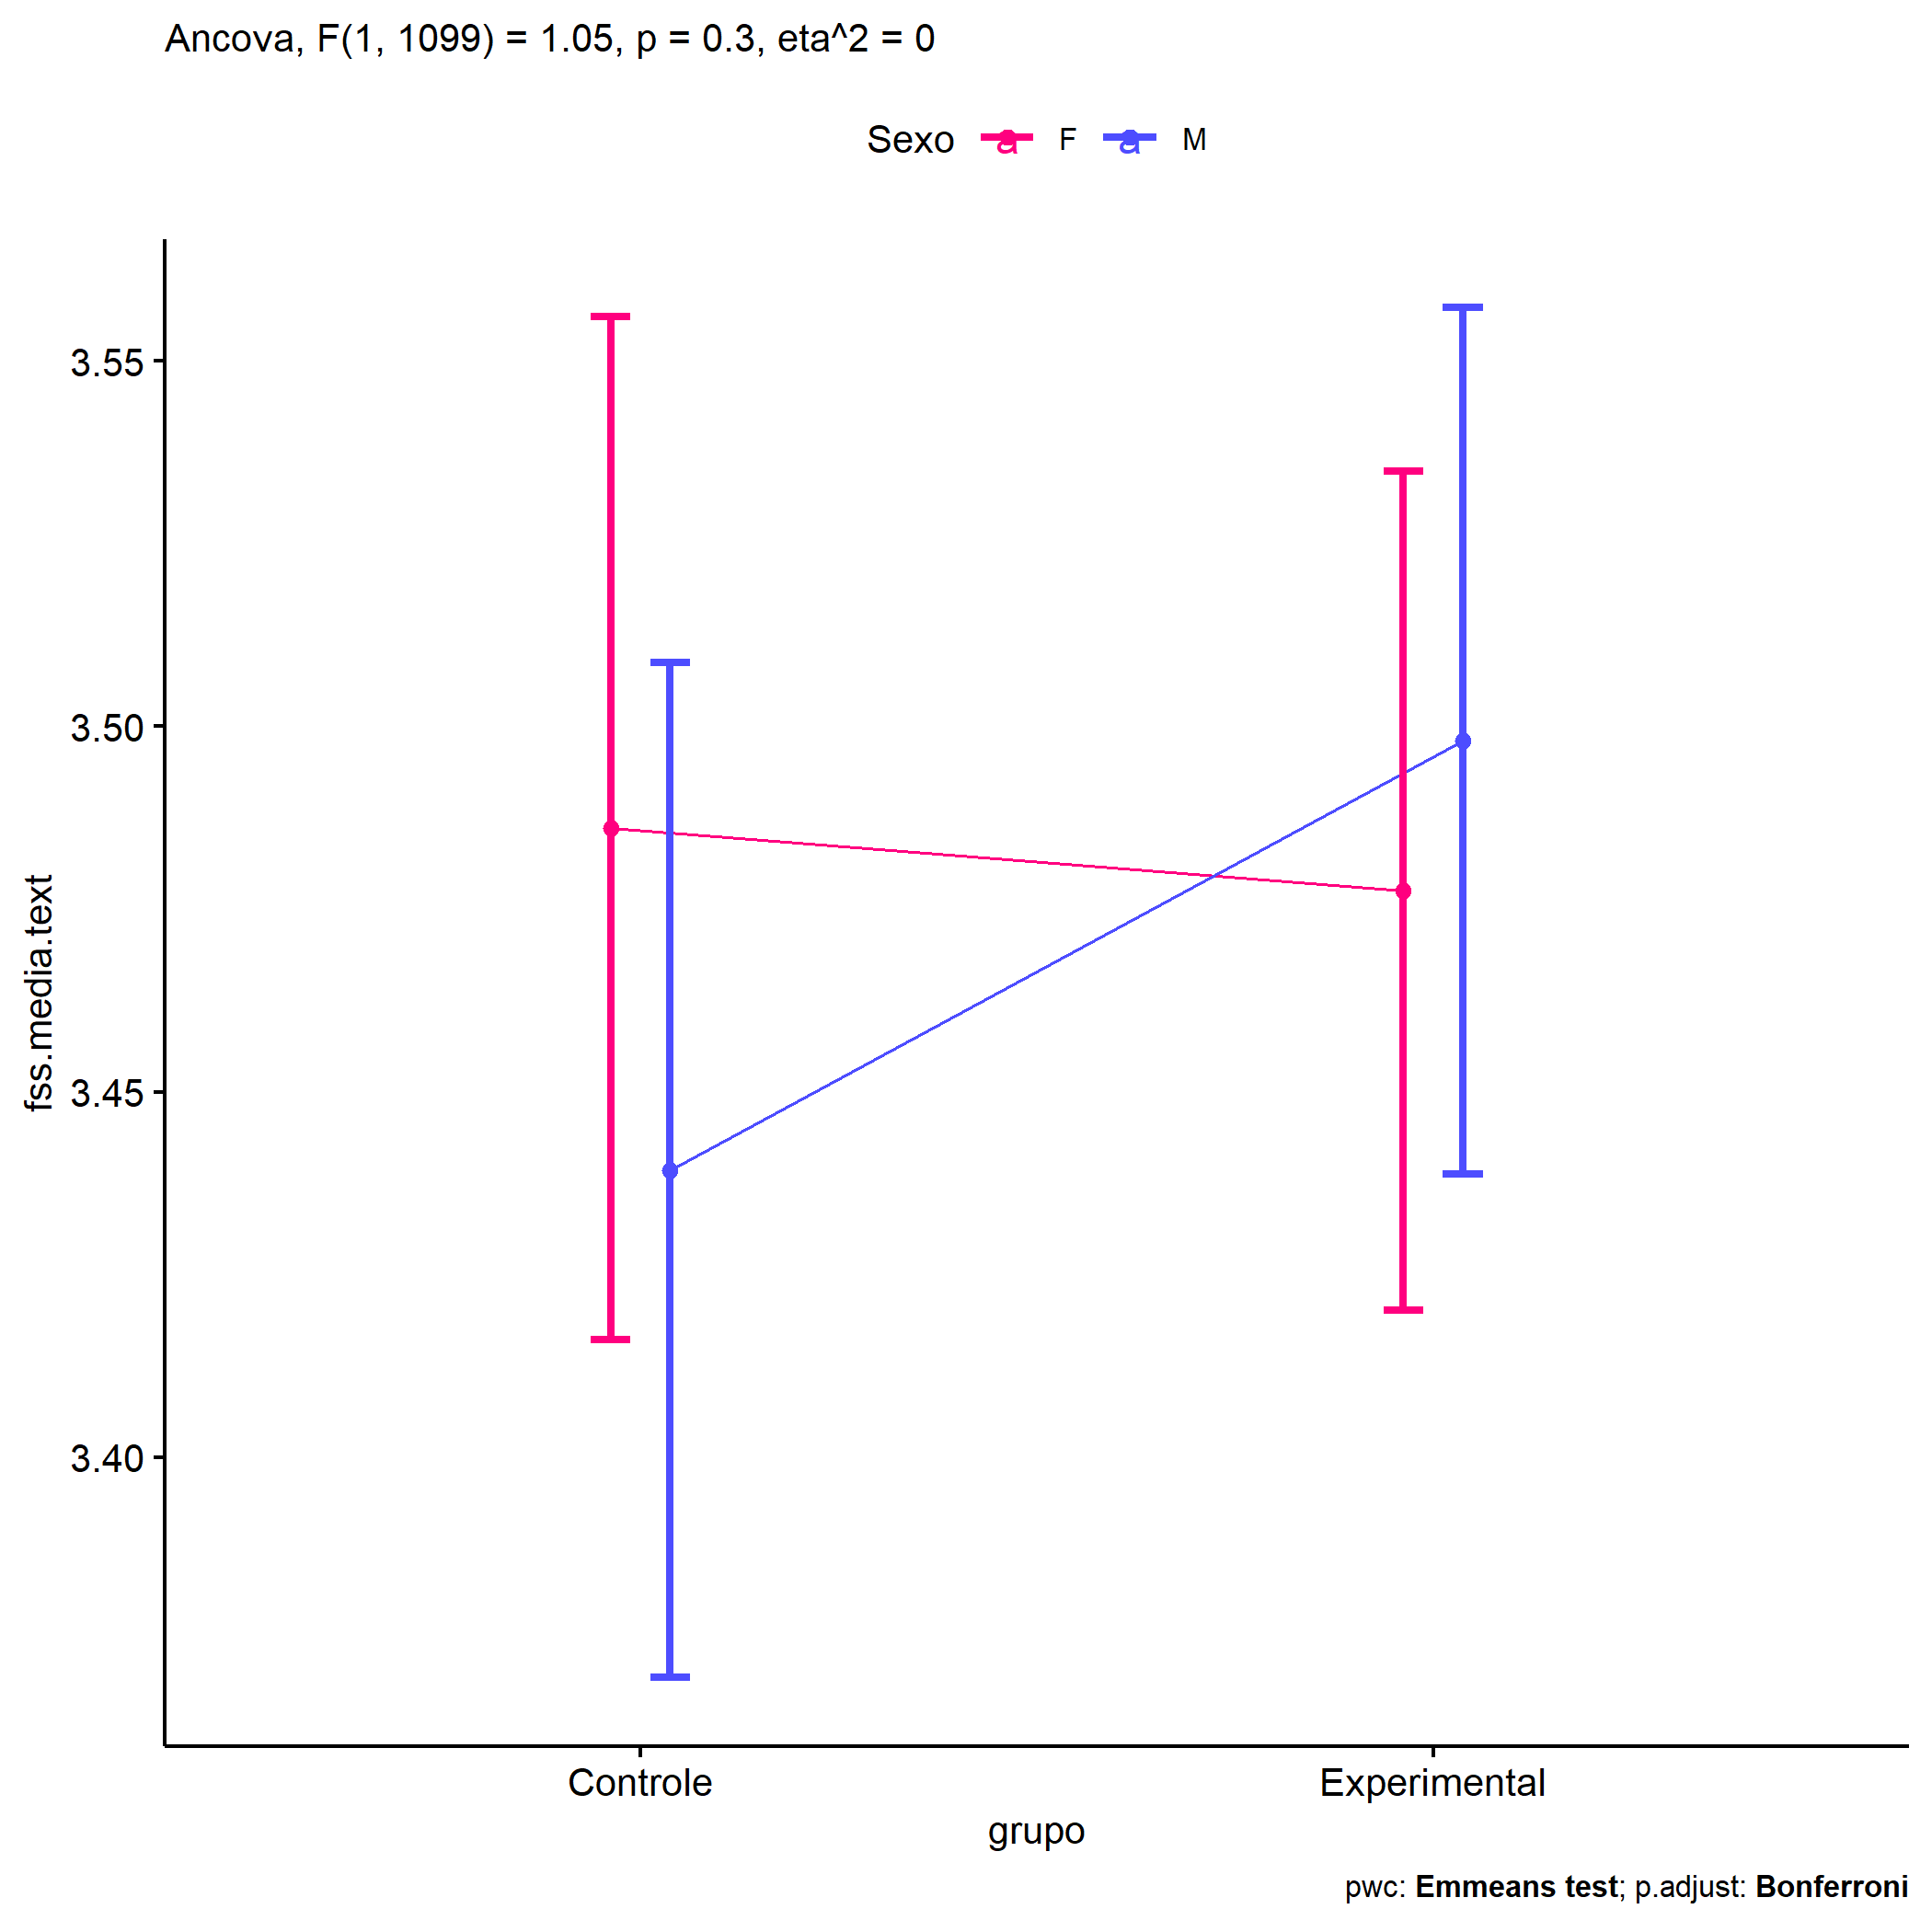 Ancova, F(1, 1099) = 1.05, p = 0.3, eta^2 = 0
Sexo a F a M
3.55
3.50
3.45
3.40
fss.media.text
Controle Experimental
grupo
pwc: Emmeans test; p.adjust: Bonferroni